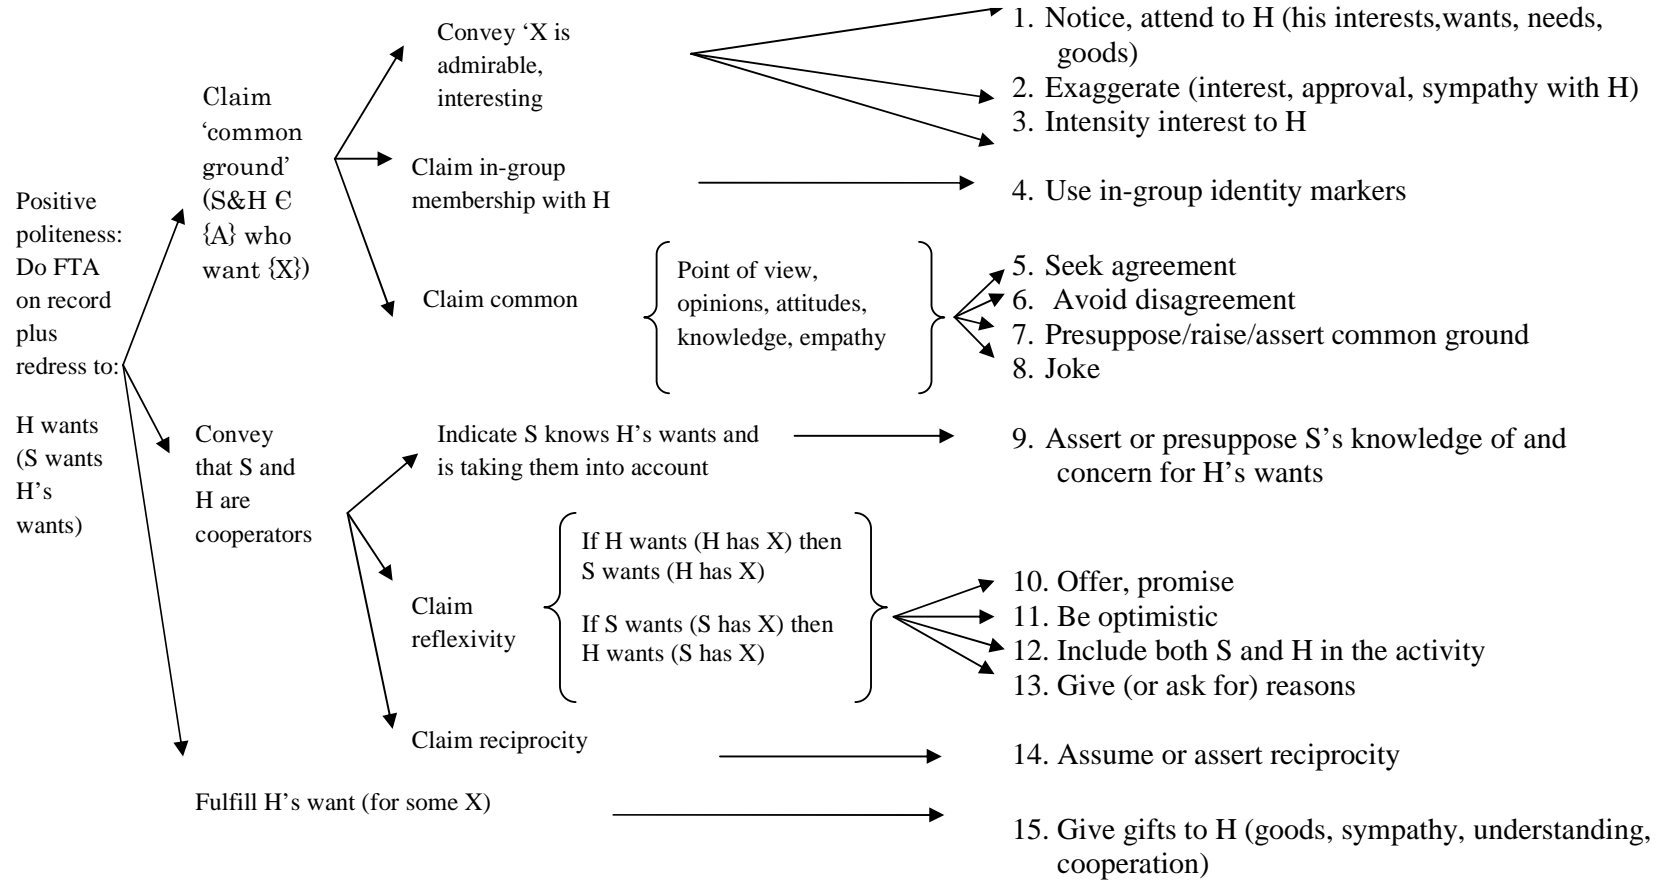 Positive
politeness:
Do FTA
on record
plus
redress to:
H wants
(S wants
H's
wants)
Claim
‘common
ground’
(S&H Є
{A} who
want {X})
Convey
that S and
H are
cooperators
Fulfill H’s want (for some X)
Convey ‘X is
admirable,
interesting
Claim in-group
membership with H
Claim common
Point of view,
opinions, attitudes,
knowledge, empathy
Indicate S knows H’s wants and
is taking them into account
Claim
reflexivity
If H wants (H has X) then
S wants (H has X)
If S wants (S has X) then
H wants (S has X)
Claim reciprocity
1. Notice, attend to H (his interests,wants, needs,
goods)
2. Exaggerate (interest, approval, sympathy with H)
3. Intensity interest to H
4. Use in-group identity markers
5. Seek agreement
6. Avoid disagreement
7. Presuppose/raise/assert common ground
8. Joke
9. Assert or presuppose S’s knowledge of and
concern for H’s wants
10. Offer, promise
11. Be optimistic
12. Include both S and H in the activity
13. Give (or ask for) reasons
14. Assume or assert reciprocity
15. Give gifts to H (goods, sympathy, understanding,
cooperation)